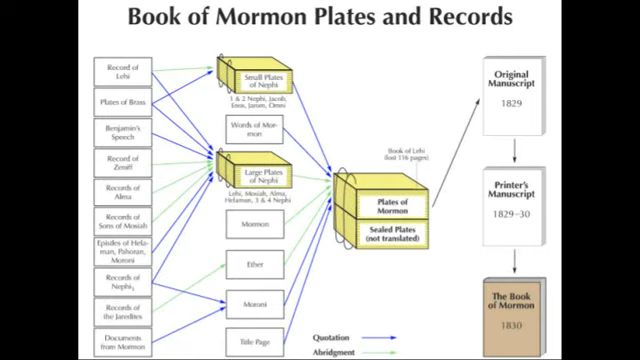 Book of Mormon Plates and Records
Record of
Lehi
Plates of Brass
Benjamin's
Speech
Record of
Zeniff
Records of
Alma
Records of
Sons of Mosiah
Epistles of Hela-
man, Pahoran,
Moroni
Records of
Nephi₃
Records of
the Jaredites
Documents
from Mormon
Small Plates
of Nephi
1 & 2 Nephi, Jacob,
Enos, Jarom, Omni
Words of Mor-
mon
Large Plates
of Nephi
Lehi, Mosiah, Alma,
Helaman, 3 & 4 Nephi
Mormon
Ether
Moroni
Title Page
Book of Lehi
(lost 116 pages)
Plates of
Mormon
Sealed Plates
(not translated)
Quotation
Abridgment
Original
Manuscript
1829
Printer's
Manuscript
1829–30
The Book
of Mormon
1830